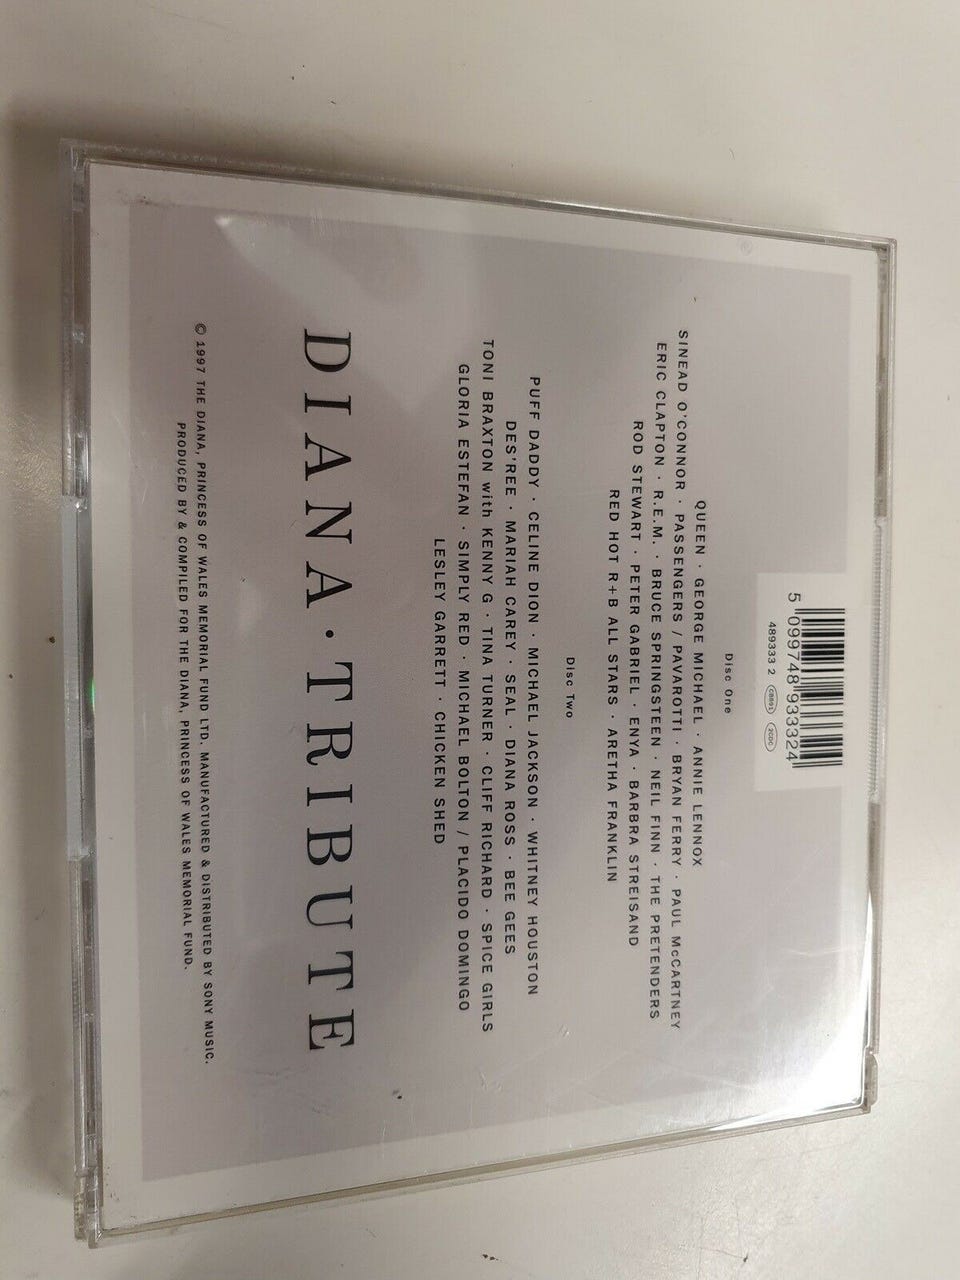 5 099748 933324
489333 2 CB891 2CDC
Disc One
QUEEN · GEORGE MICHAEL · ANNIE LENNOX
SINEAD O'CONNOR · PASSENGERS / PAVAROTTI · BRYAN FERRY · PAUL McCARTNEY
ERIC CLAPTON · R.E.M. · BRUCE SPRINGSTEEN · NEIL FINN · THE PRETENDERS
ROD STEWART · PETER GABRIEL · ENYA · BARBRA STREISAND
RED HOT R+B ALL STARS · ARETHA FRANKLIN
Disc Two
PUFF DADDY · CELINE DION · MICHAEL JACKSON · WHITNEY HOUSTON
DES'REE · MARIAH CAREY · SEAL · DIANA ROSS · BEE GEES
TONI BRAXTON with KENNY G · TINA TURNER · CLIFF RICHARD · SPICE GIRLS
GLORIA ESTEFAN · SIMPLY RED · MICHAEL BOLTON / PLACIDO DOMINGO
LESLEY GARRETT · CHICKEN SHED
DIANA · TRIBUTE
© 1997 THE DIANA, PRINCESS OF WALES MEMORIAL FUND LTD. MANUFACTURED & DISTRIBUTED BY SONY MUSIC.
PRODUCED BY & COMPILED FOR THE DIANA, PRINCESS OF WALES MEMORIAL FUND.